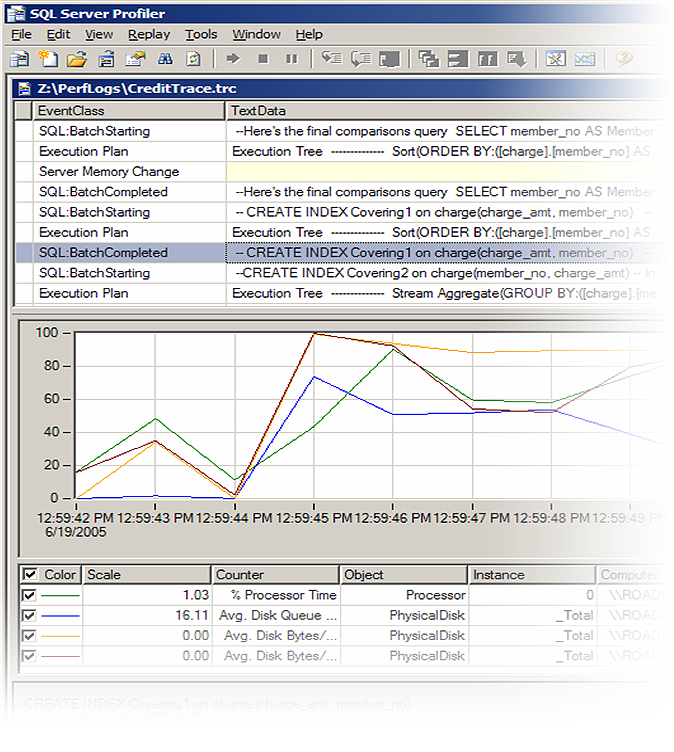 SQL Server Profiler
File Edit View Replay Tools Window Help
Z:\PerfLogs\CreditTrace.trc
EventClass TextData
SQL:BatchStarting --Here's the final comparisons query SELECT member_no AS Member...
Execution Plan Execution Tree -------------- Sort(ORDER BY:([charge].[member_no] AS...
Server Memory Change
SQL:BatchCompleted --Here's the final comparisons query SELECT member_no AS Mem
SQL:BatchStarting -- CREATE INDEX Covering1 on charge(charge_amt, member_no) --
Execution Plan Execution Tree -------------- Sort(ORDER BY:([charge].[member_no] AS
SQL:BatchCompleted -- CREATE INDEX Covering1 on charge(charge_amt, member_no) --
SQL:BatchStarting --CREATE INDEX Covering2 on charge(member_no, charge_amt) -- In
Execution Plan Execution Tree -------------- Stream Aggregate(GROUP BY:([charge].[me
100
80
60
40
20
0
12:59:42 PM 12:59:43 PM 12:59:44 PM 12:59:45 PM 12:59:46 PM 12:59:47 PM 12:59:48 PM 12:59:49 PM
6/19/2005
Color Scale Counter Object Instance Computer
1.03 % Processor Time Processor 0
16.11 Avg. Disk Queue ... PhysicalDisk _Total
0.00 Avg. Disk Bytes/... PhysicalDisk _Total
0.00 Avg. Disk Bytes/... PhysicalDisk _Total
-- CREATE INDEX Covering1 on charge(charge_amt, member_no)